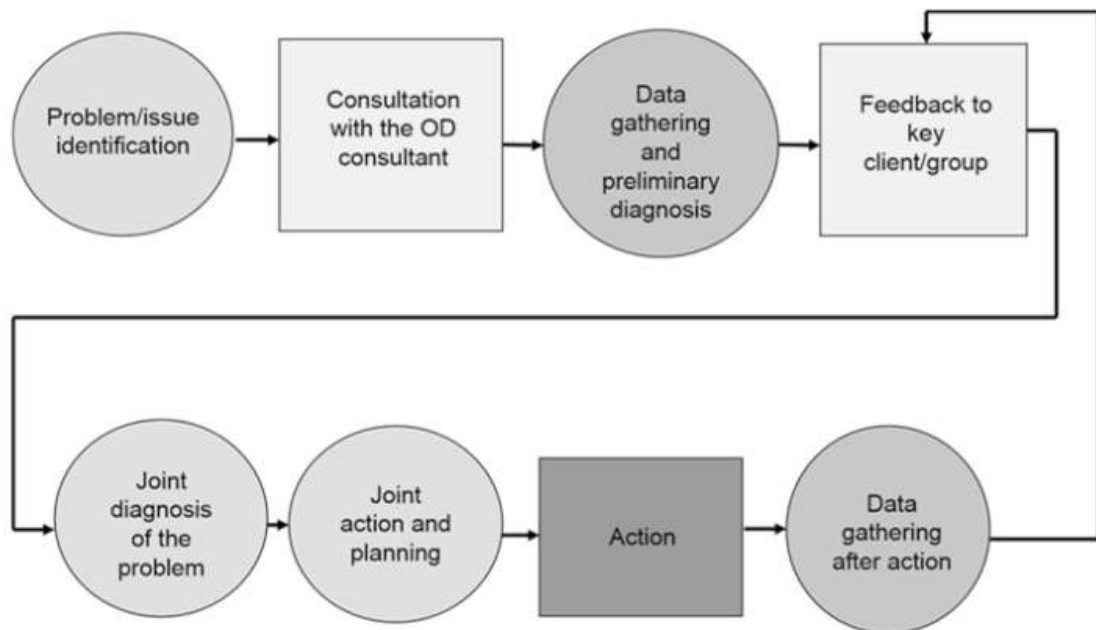 Problem/issue
identification
Consultation
with the OD
consultant
Data
gathering
and
preliminary
diagnosis
Feedback to
key
client/group
Joint
diagnosis
of the
problem
Joint
action and
planning
Action
Data
gathering
after action